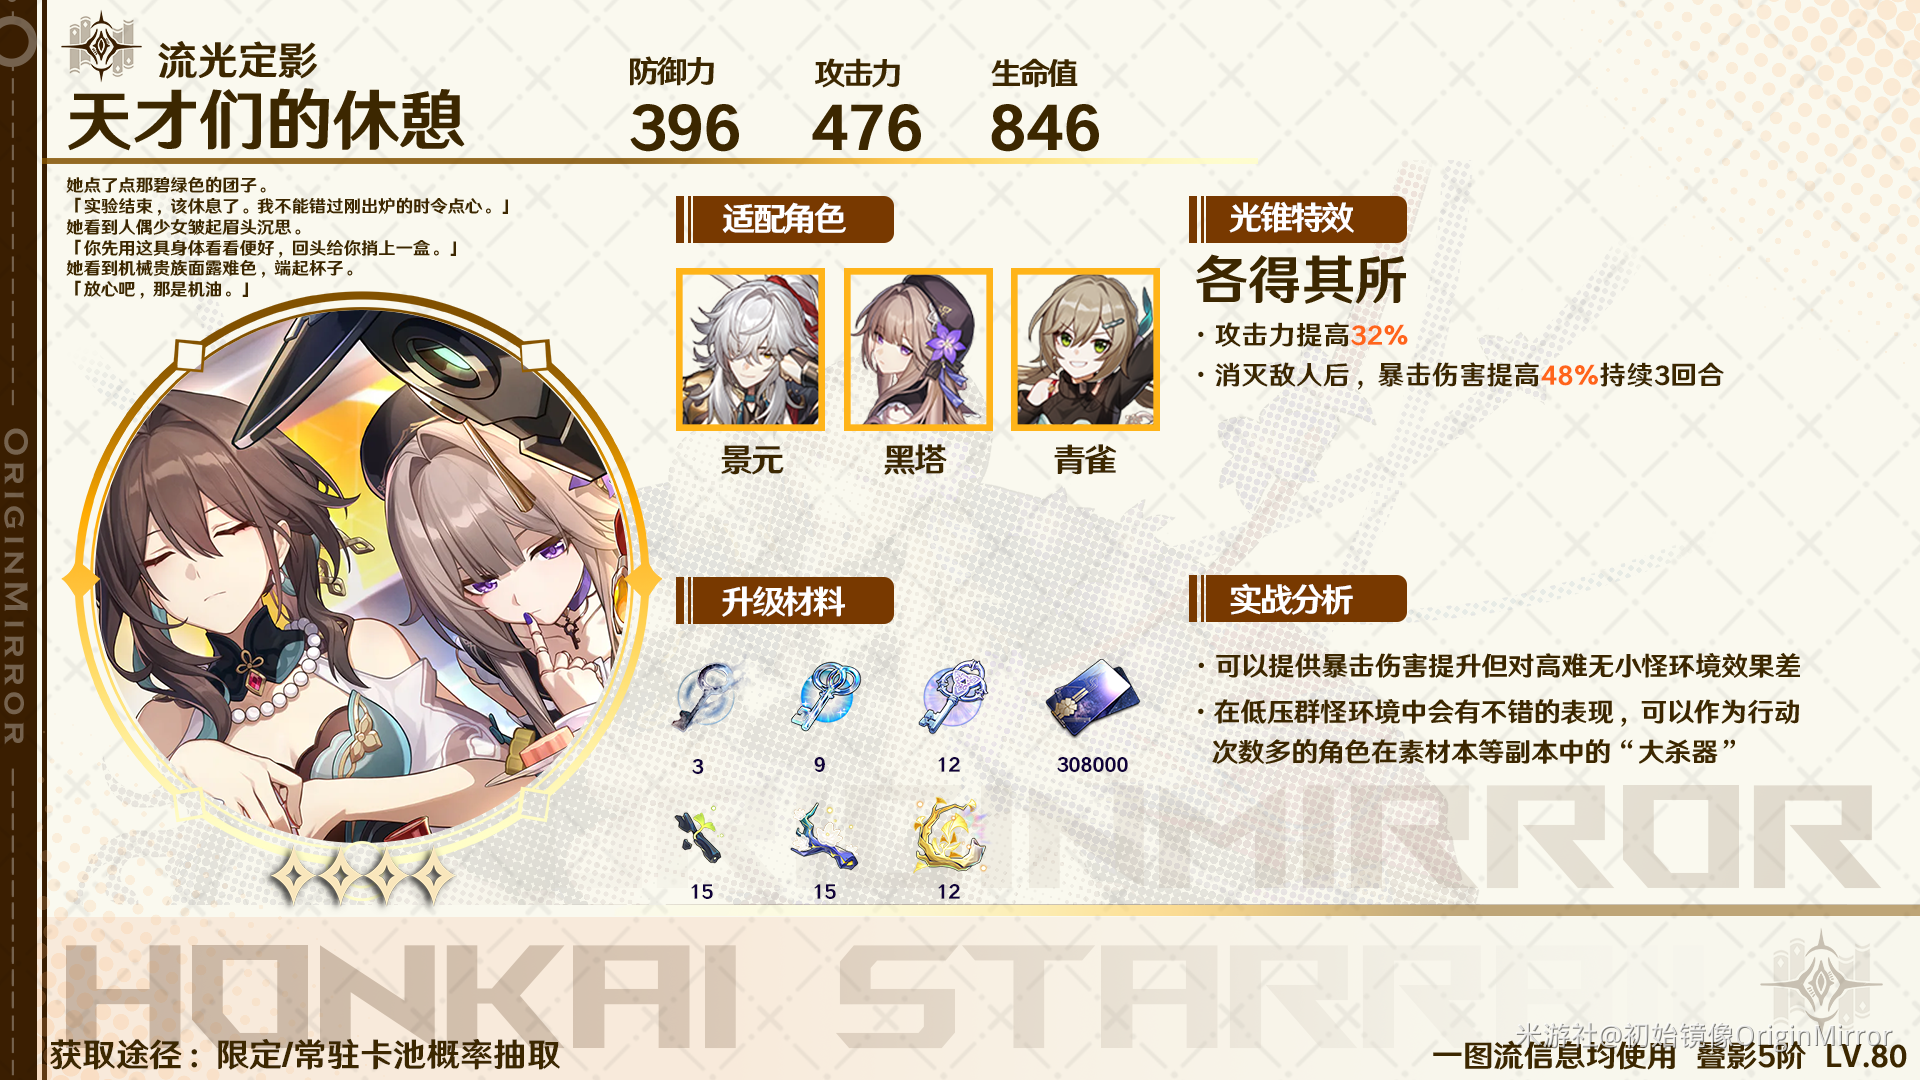 流光定影
天才们的休憩
防御力
396
攻击力
476
生命值
846
她点了点那碧绿色的团子。
「实验结束，该休息了。我不能错过刚出炉的时令点心。」
她看到人偶少女皱起眉头沉思。
「你先用这具身体看看便好，回头给你捎上一盒。」
她看到机械贵族面露难色，端起杯子。
「放心吧，那是机油。」
适配角色
景元
黑塔
青雀
光锥特效
各得其所
·攻击力提高32%
·消灭敌人后，暴击伤害提高48%持续3回合
升级材料
3
9
12
308000
15
15
12
实战分析
·可以提供暴击伤害提升但对高难无小怪环境效果差
·在低压群怪环境中会有不错的表现，可以作为行动
次数多的角色在素材本等副本中的“大杀器”
ORIGINMIRROR
HONKAI STARRAIL
获取途径：限定/常驻卡池概率抽取
米游社@初始镜像OriginMirror
一图流信息均使用 叠影5阶 LV.80